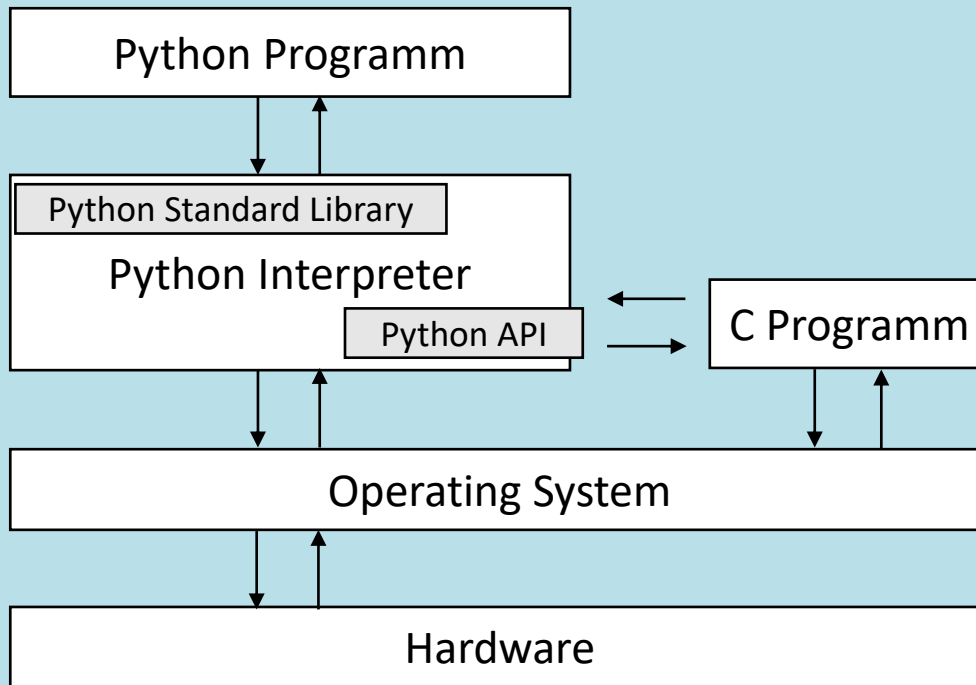 Python Programm
Python Standard Library
Python Interpreter
Python API
C Programm
Operating System
Hardware